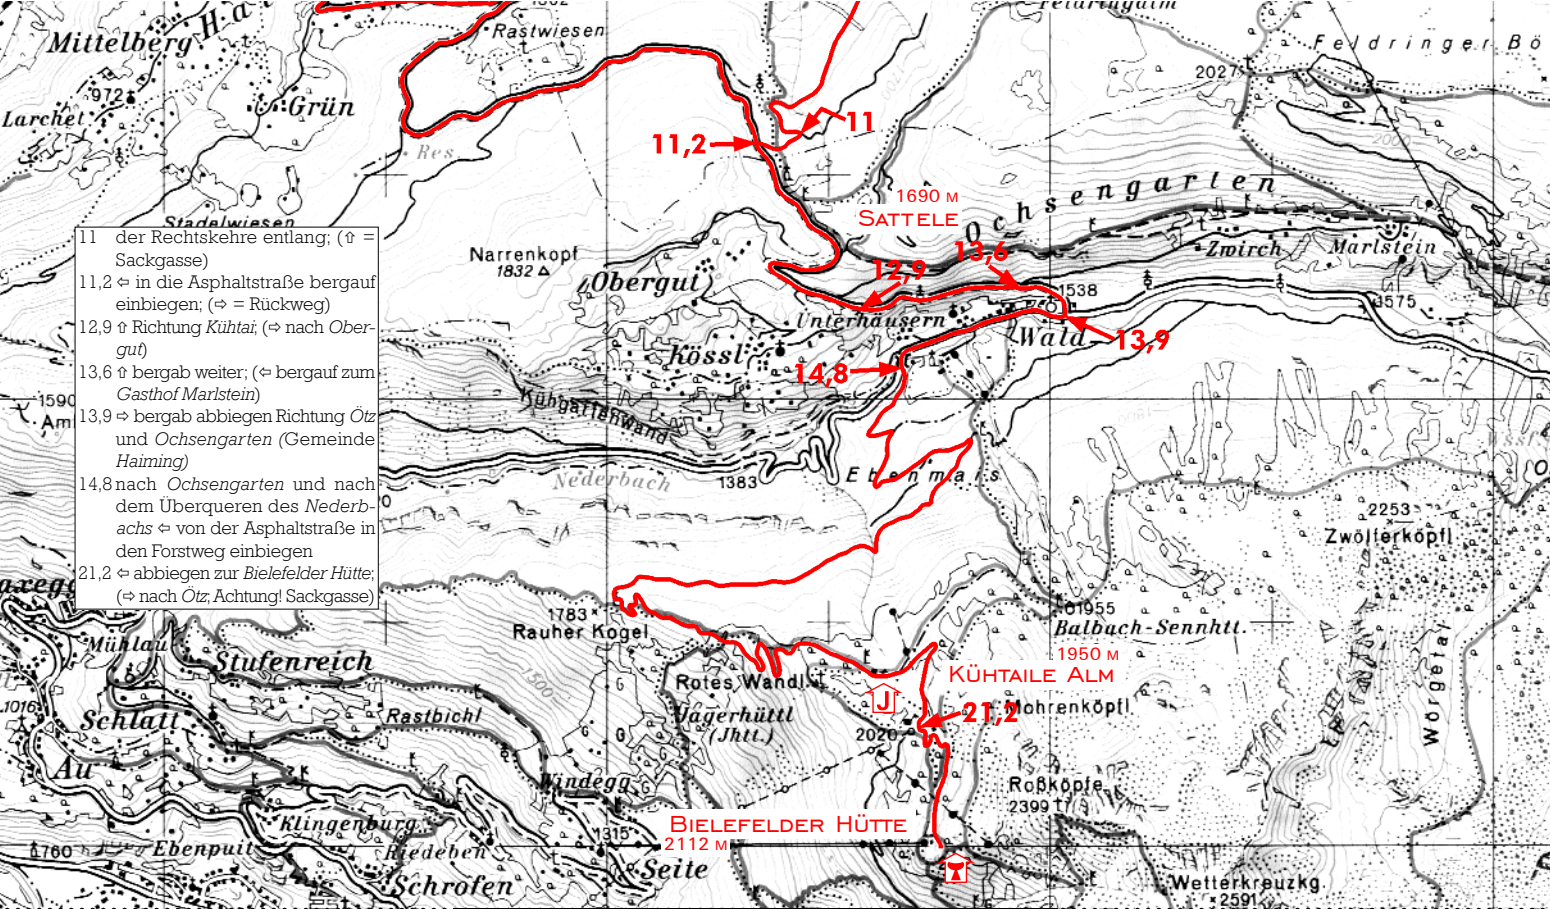 Feldringalm
Rastwiesen
Mittelberg
Feldringer Bö
2027
972
Grün
Larchet
11
11,2
Res
Stadelwiesen
1690 M
SATTELE
Ochsengarten
Narrenkopf
1832
Obergut
13,6
12,9
Zwirch
Marlstein
1538
1575
Unterhäusern
Wald
13,9
Kössl
14,8
Kühgartenwand
1590
Nederbach
1383
Ebenmais
11 der Rechtskehre entlang; (⇧ =
Sackgasse)
11,2 ⇦ in die Asphaltstraße bergauf
einbiegen; (⇨ = Rückweg)
12,9 ⇧ Richtung Kühtai; (⇨ nach Ober-
gut)
13,6 ⇧ bergab weiter; (⇦ bergauf zum
Gasthof Marlstein)
13,9 ⇨ bergab abbiegen Richtung Ötz
und Ochsengarten (Gemeinde
Haiming)
14,8 nach Ochsengarten und nach
dem Überqueren des Nederb-
achs ⇦ von der Asphaltstraße in
den Forstweg einbiegen
21,2 ⇦ abbiegen zur Bielefelder Hütte;
(⇨ nach Ötz; Achtung! Sackgasse)
2253
Zwölferköpfl
1783
Rauher Kogel
1955
Balbach-Sennhtt.
1950 M
KÜHTAILE ALM
Mühlau
Stufenreich
1500
Rotes Wandl
J
Mohrenköpfl
21,2
Wörgetal
1016
Schlatt
Rastbichl
Jagerhüttl
(Jhtt.)
2020
Au
Windegg
Roßköpfe
2399
Klingenburg
BIELEFELDER HÜTTE
2112 M
1315
760
Ebenpuit
Riedeben
Seite
Schrofen
Wetterkreuzkg.
2591